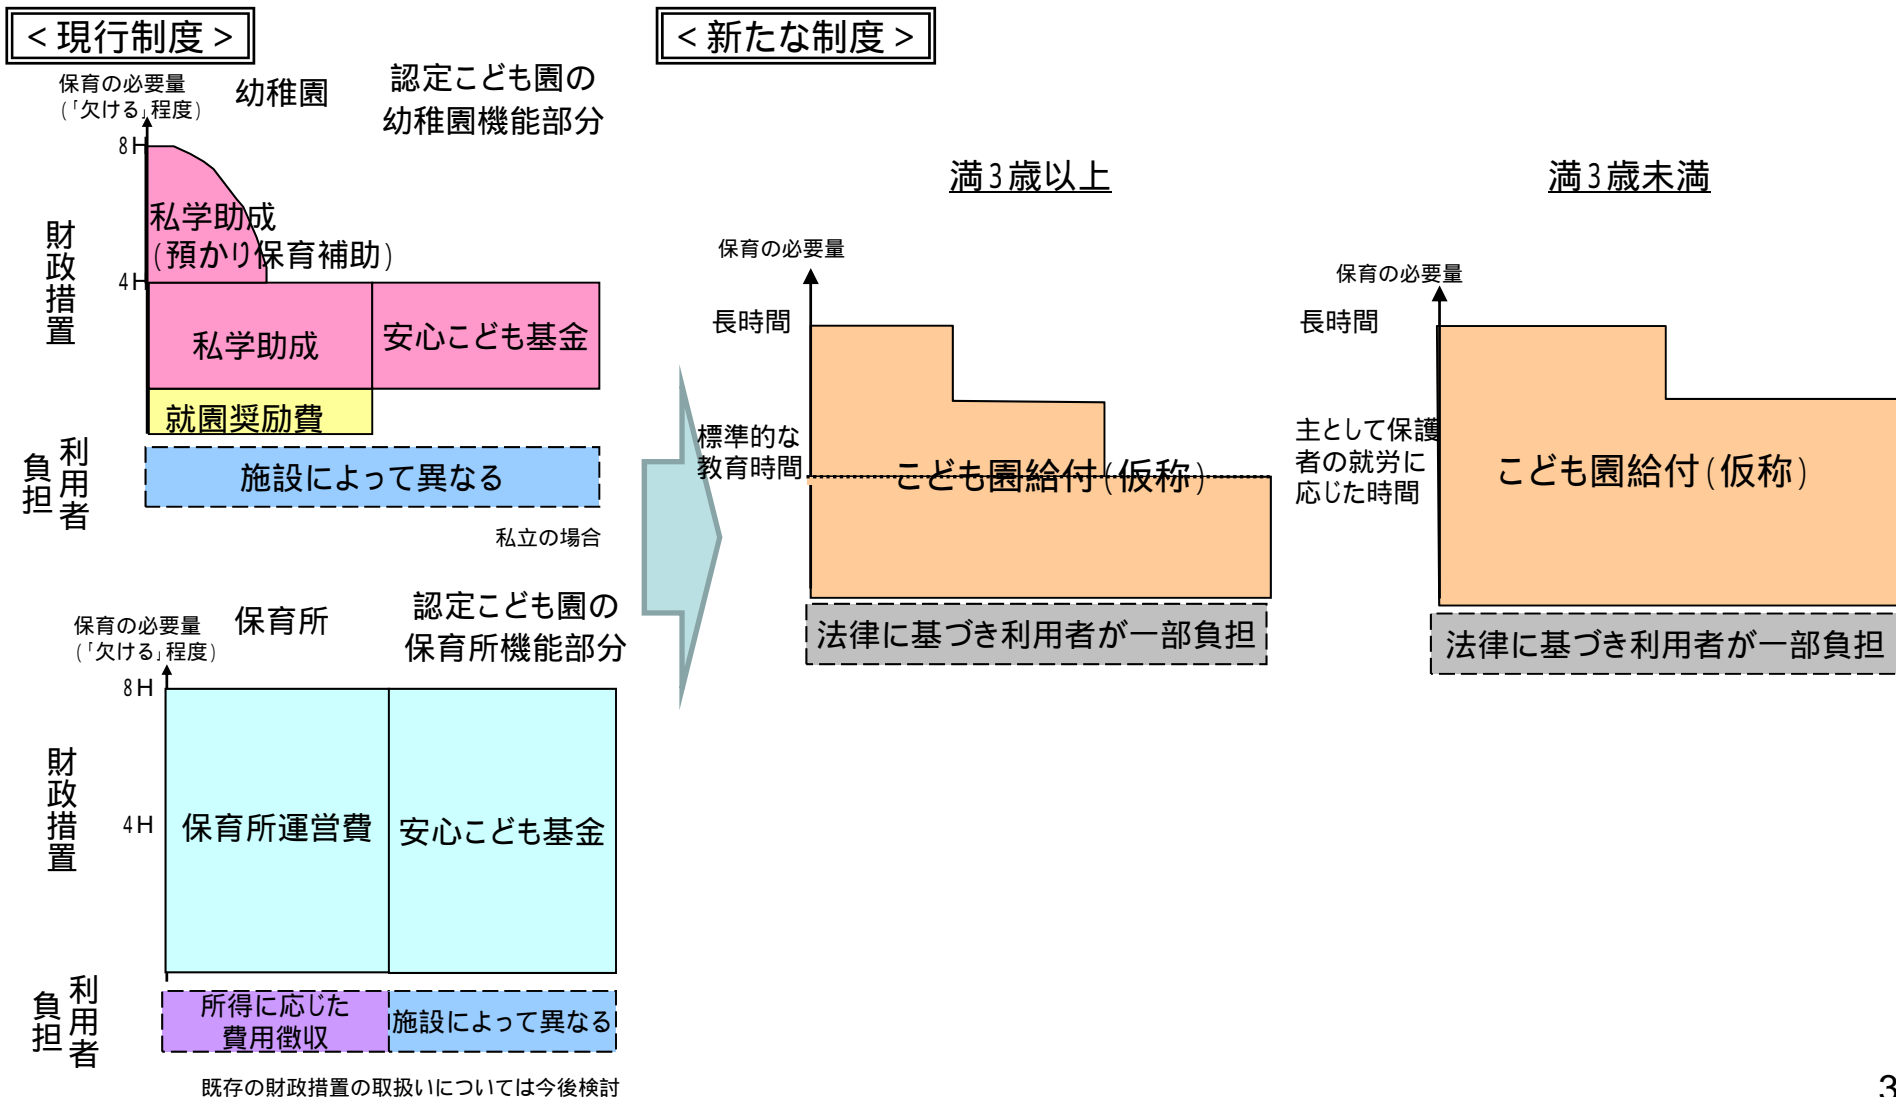 ＜現行制度＞
保育の必要量
(「欠ける」程度)
幼稚園
認定こども園の
幼稚園機能部分
8H
4H
財政措置
私学助成
(預かり保育補助)
私学助成
安心こども基金
就園奨励費
利用者
負担
施設によって異なる
私立の場合
保育の必要量
(「欠ける」程度)
保育所
認定こども園の
保育所機能部分
8H
4H
財政措置
保育所運営費
安心こども基金
利用者
負担
所得に応じた
費用徴収
施設によって異なる
既存の財政措置の取扱いについては今後検討
＜新たな制度＞
満3歳以上
保育の必要量
長時間
標準的な
教育時間
こども園給付(仮称)
法律に基づき利用者が一部負担
満3歳未満
保育の必要量
長時間
主として保護
者の就労に
応じた時間
こども園給付(仮称)
法律に基づき利用者が一部負担
3